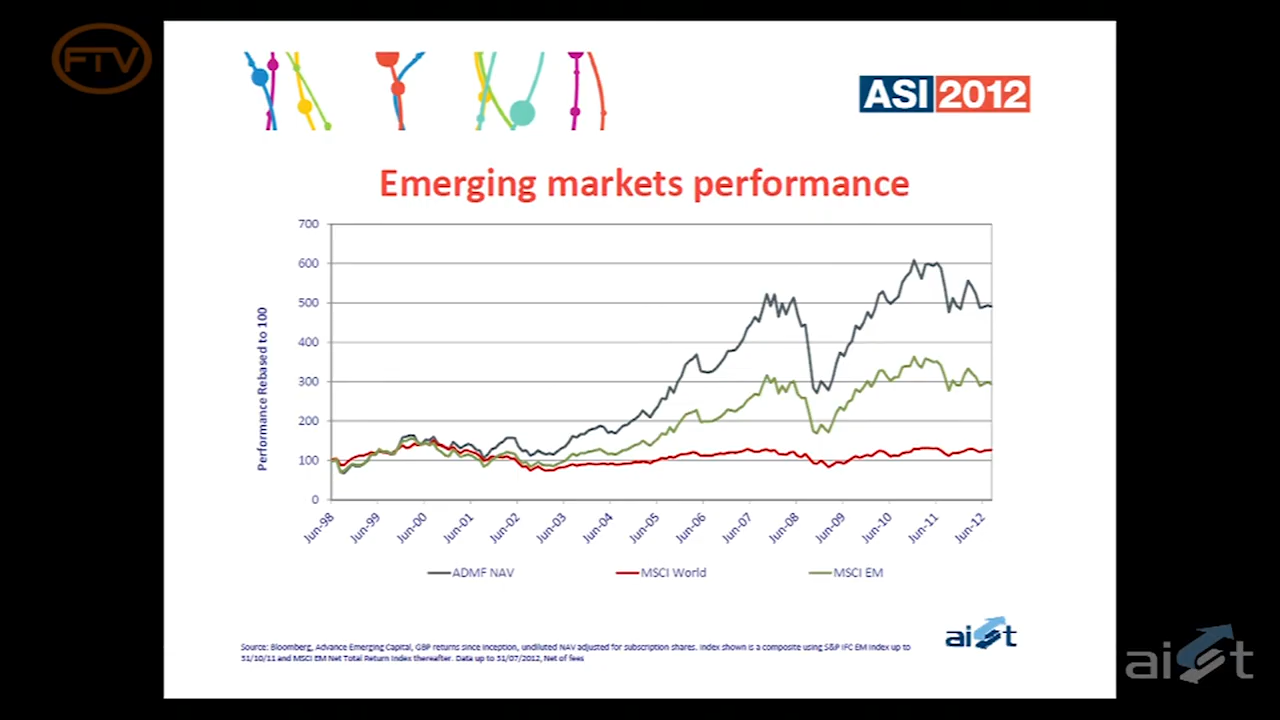 FTV
ASI 2012
Emerging markets performance
700
600
500
400
300
200
100
0
Performance Rebased to 100
Jun-98
Jun-99
Jun-00
Jun-01
Jun-02
Jun-03
Jun-04
Jun-05
Jun-06
Jun-07
Jun-08
Jun-09
Jun-10
Jun-11
Jun-12
ADMF NAV
MSCI World
MSCI EM
Source: Bloomberg, Advance Emerging Capital, GBP returns since inception, undiluted NAV adjusted for subscription shares. Index shown is a composite using S&P IFC EM Index up to
31/10/11 and MSCI EM Net Total Return Index thereafter. Data up to 31/07/2012, Net of fees
aist
aist